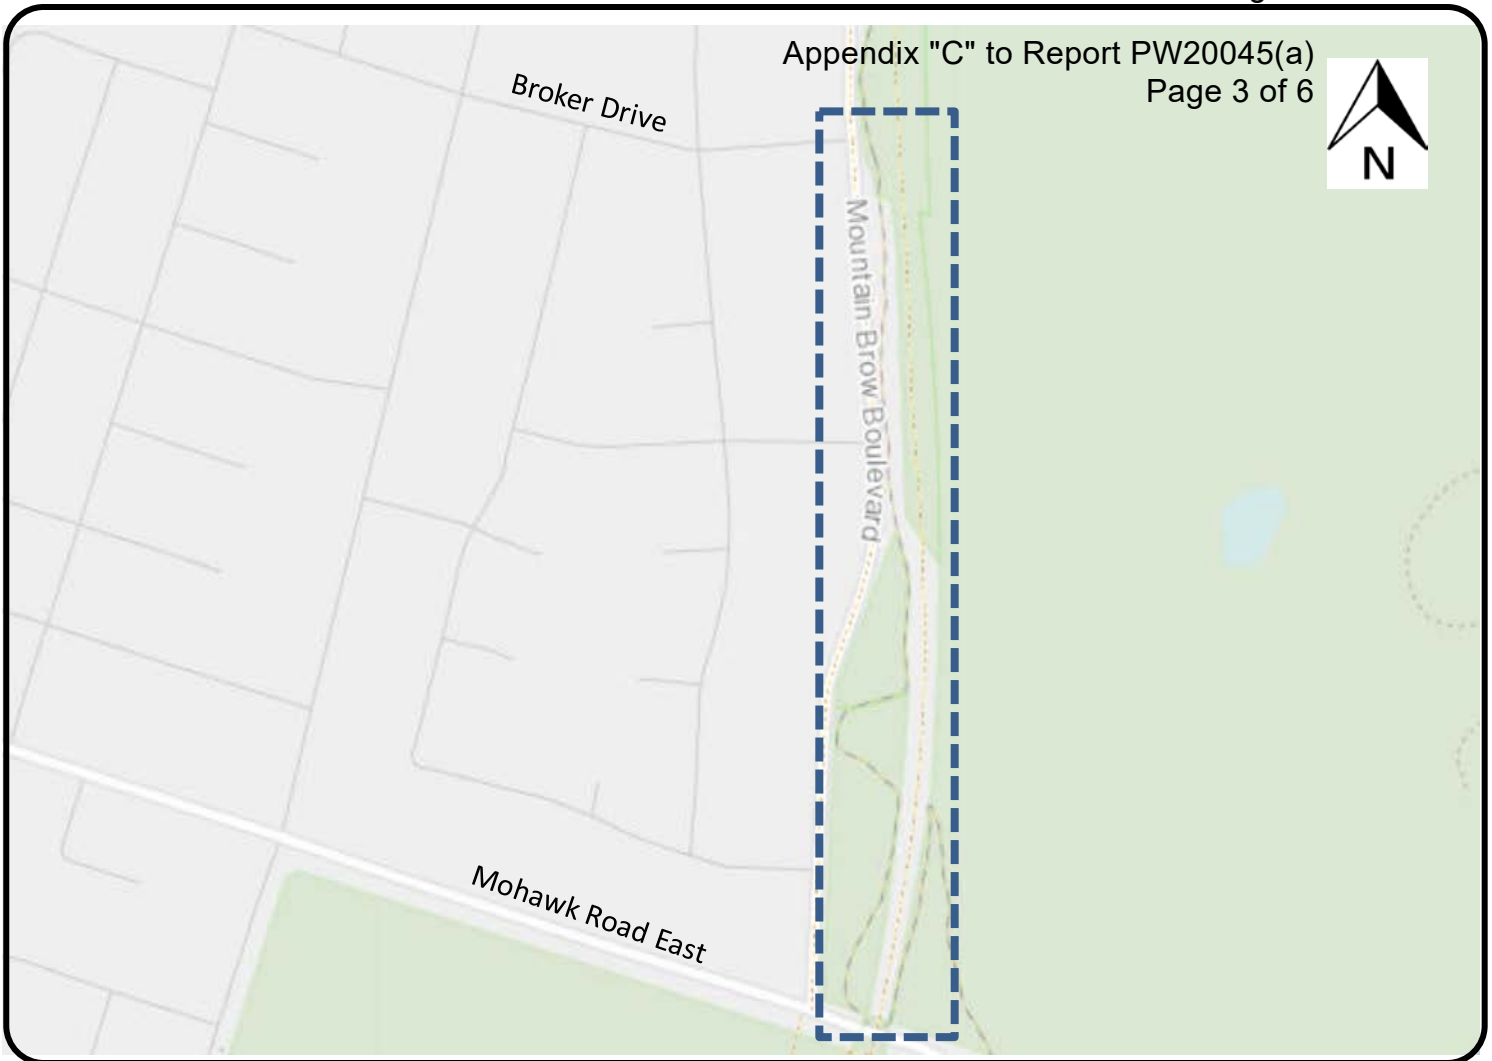 Appendix "C" to Report PW20045(a)
Page 3 of 6
N
Broker Drive
Mountain Brow Boulevard
Mohawk Road East